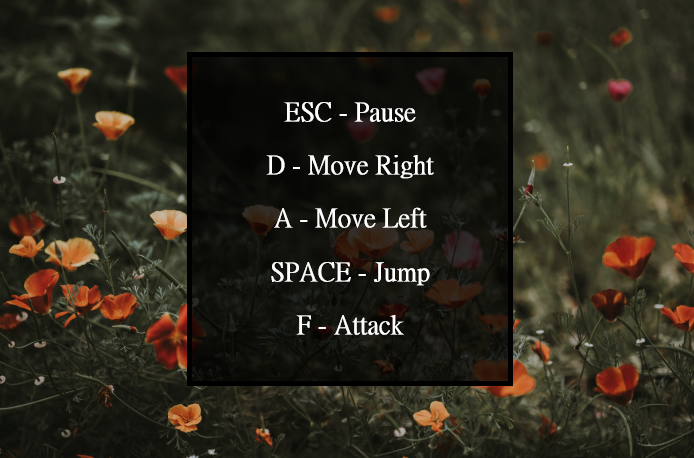 ESC - Pause
D - Move Right
A - Move Left
SPACE - Jump
F - Attack